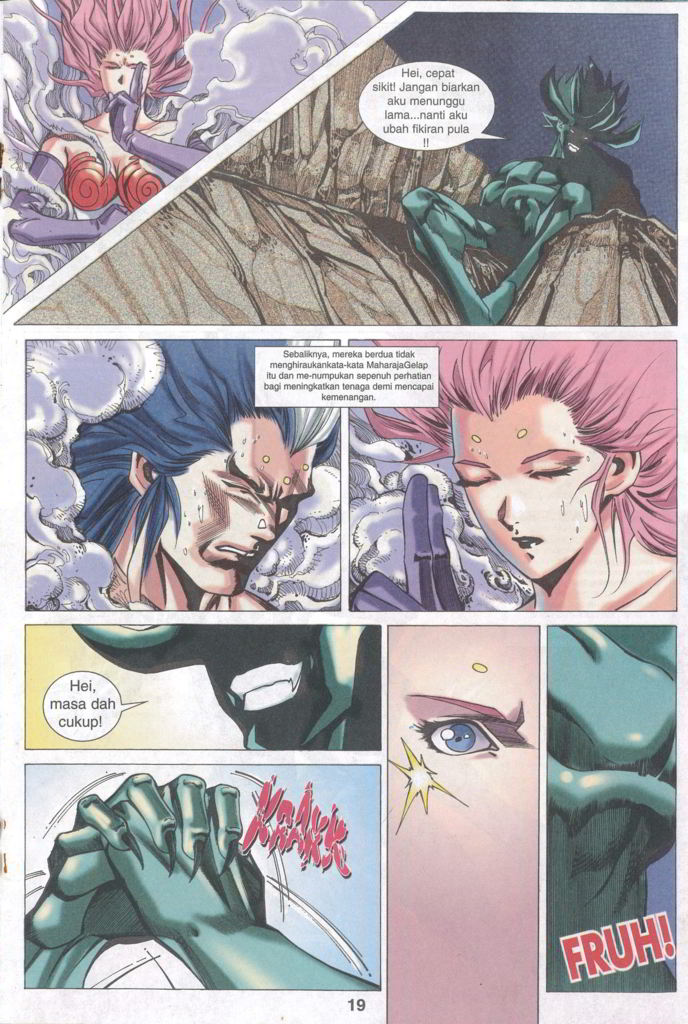 Hei, cepat
sikit! Jangan biarkan
aku menunggu
lama...nanti aku
ubah fikiran pula
!!
Sebaliknya, mereka berdua tidak
menghiraukankata-kata MaharajaGelap
itu dan me-numpukan sepenuh perhatian
bagi meningkatkan tenaga demi mencapai
kemenangan.
Hei,
masa dah
cukup!
KRAAKK
FRUH!
19